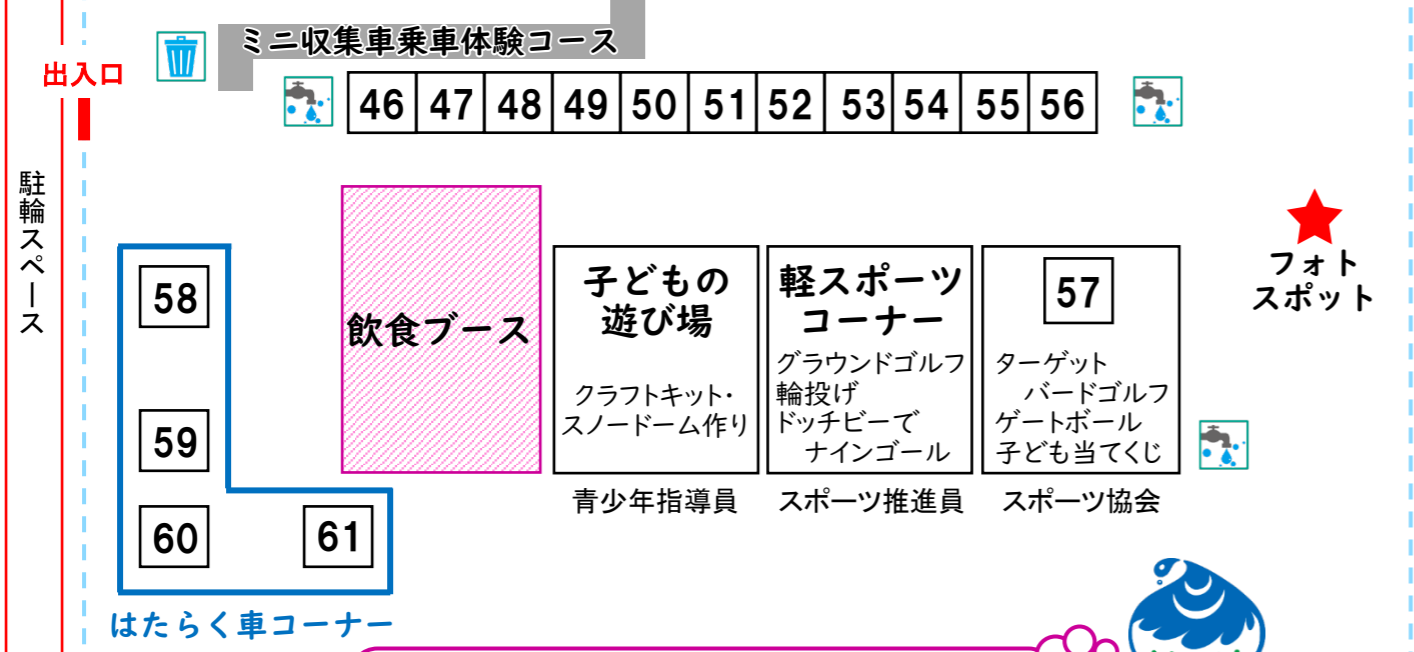 ミニ収集車乗車体験コース
出入口
46 47 48 49 50 51 52 53 54 55 56
駐輪スペース
フォト
スポット
58
59
60
61
はたらく車コーナー
飲食ブース
子どもの
遊び場
クラフトキット・
スノードーム作り
青少年指導員
軽スポーツ
コーナー
グラウンドゴルフ
輪投げ
ドッチビーで
ナインゴール
スポーツ推進員
57
ターゲット
バードゴルフ
ゲートボール
子ども当てくじ
スポーツ協会